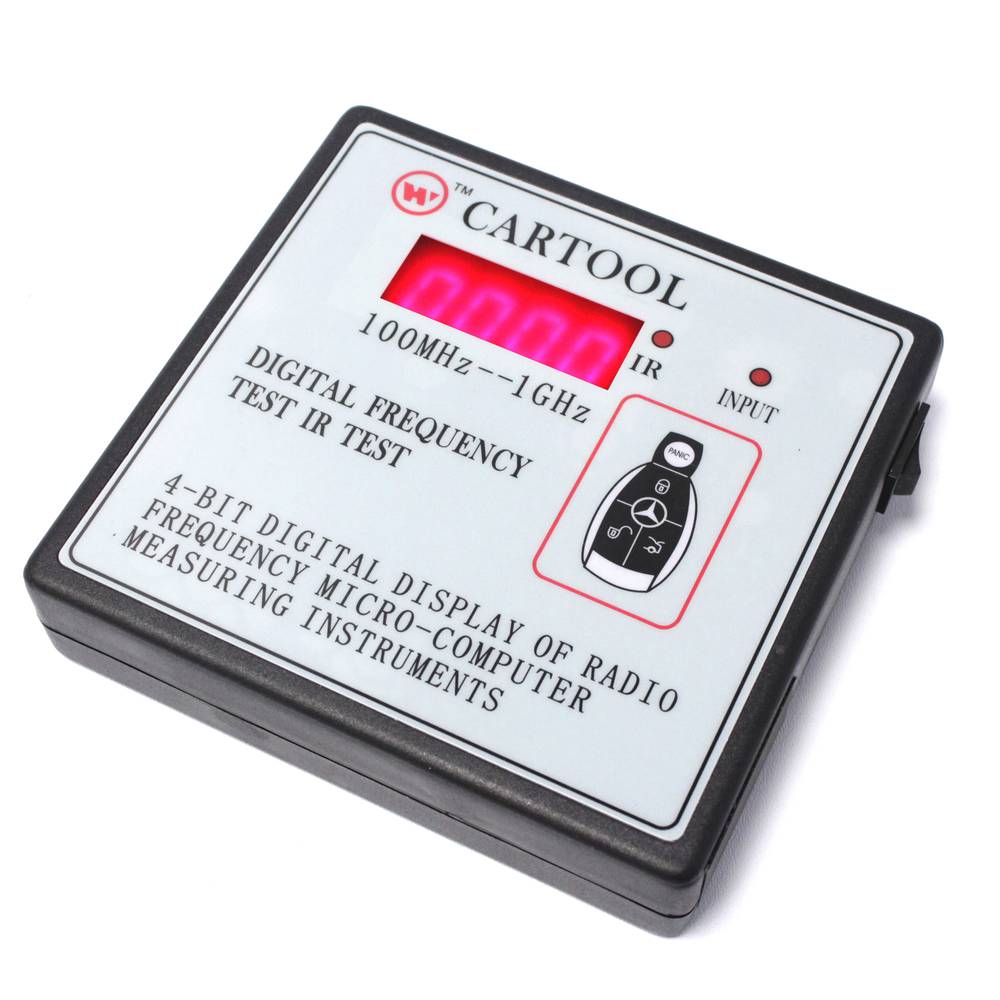 TM
CARTOOL
0000
100MHz--1GHz
IR
INPUT
DIGITAL FREQUENCY
TEST IR TEST
PANIC
4-BIT DIGITAL DISPLAY OF RADIO
FREQUENCY MICRO-COMPUTER
MEASURING INSTRUMENTS